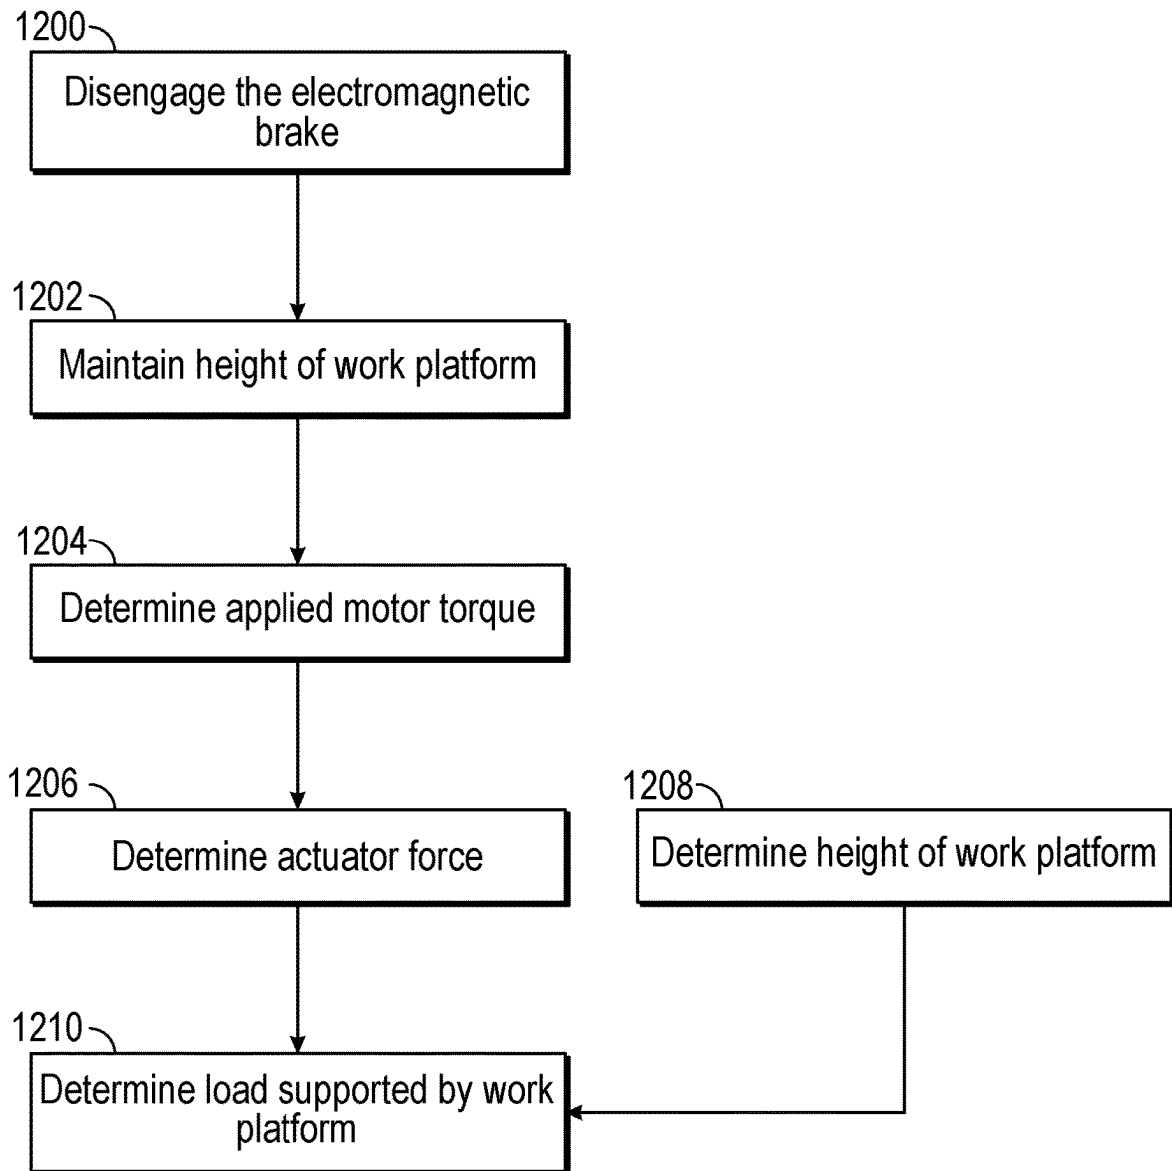 1200
Disengage the electromagnetic
brake
1202
Maintain height of work platform
1204
Determine applied motor torque
1206
Determine actuator force
1208
Determine height of work platform
1210
Determine load supported by work
platform